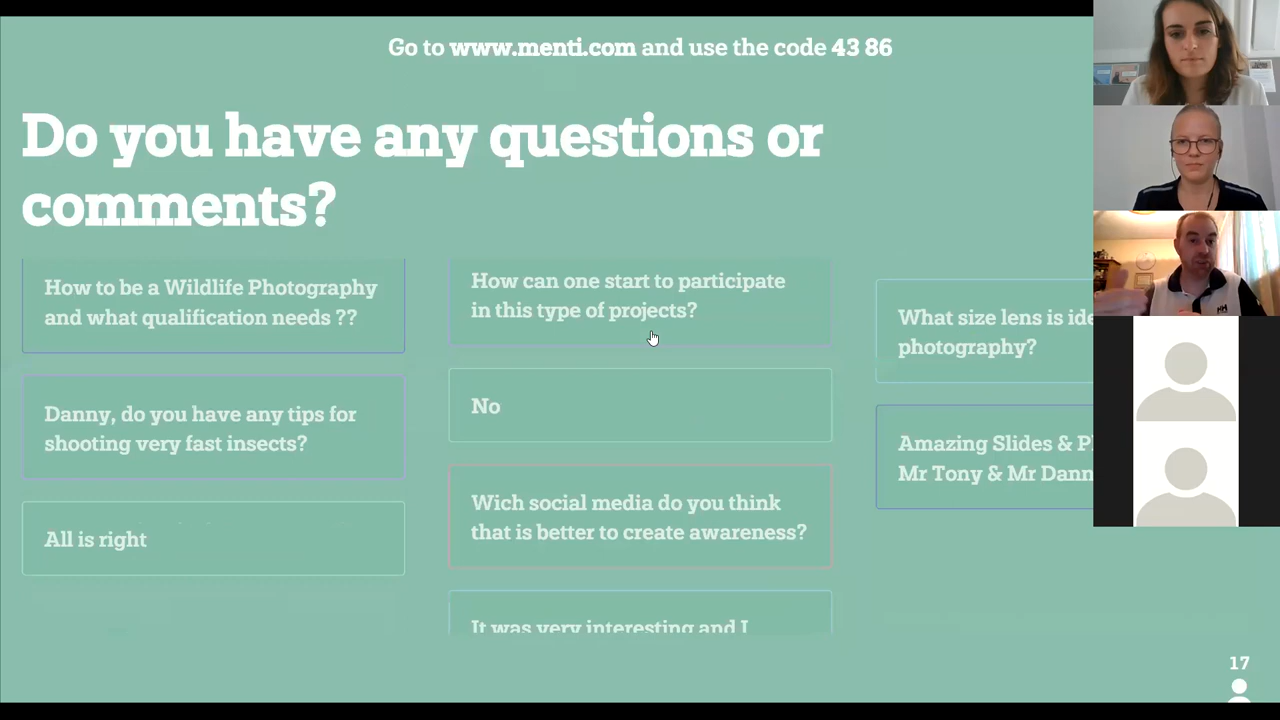 Go to www.menti.com and use the code 43 86
Do you have any questions or
comments?
How to be a Wildlife Photography
and what qualification needs ??
Danny, do you have any tips for
shooting very fast insects?
All is right
How can one start to participate
in this type of projects?
No
Wich social media do you think
that is better to create awareness?
It was very interesting and I
What size lens is
photography?
Amazing Slides &
Mr Tony & Mr
17